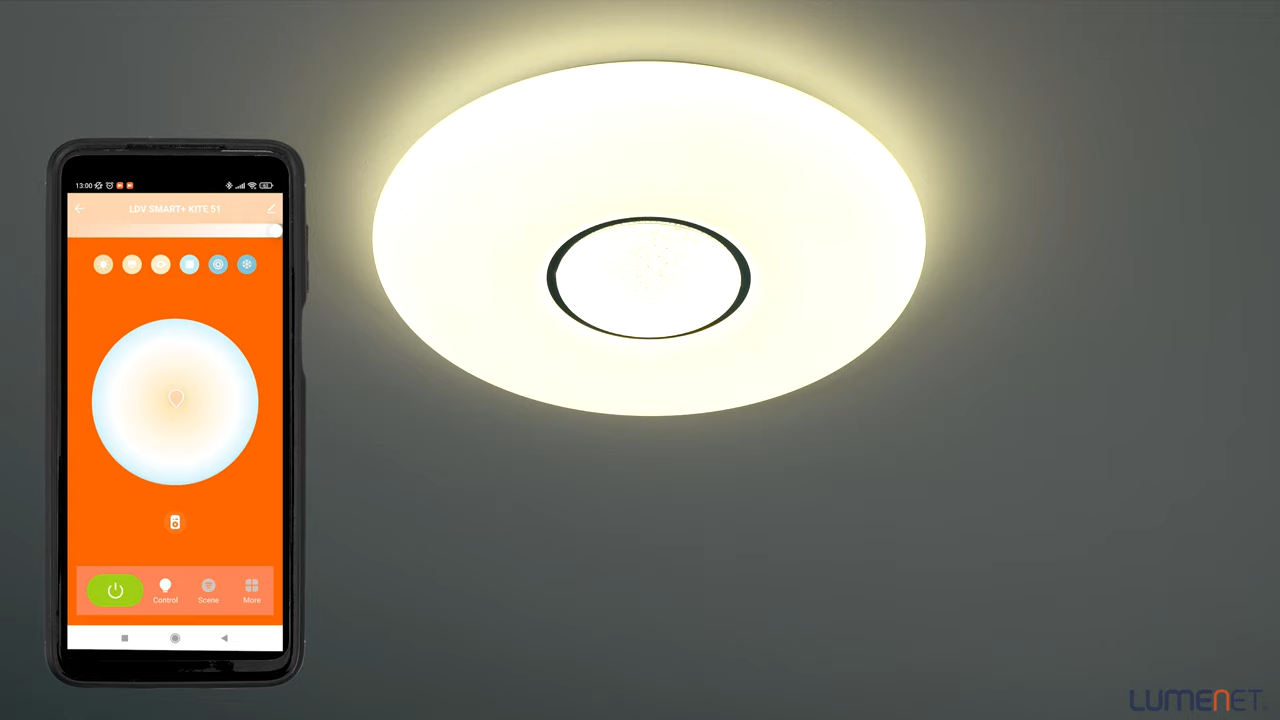 13:00
LDV SMART+ KITE 51
Control
Scene
More
LUMENET